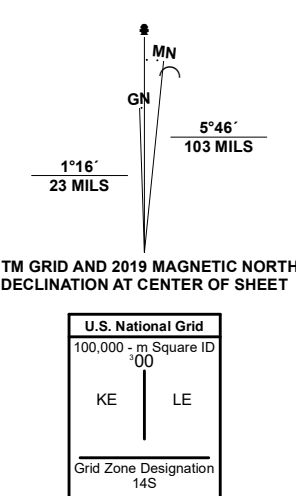 MN
GN
5°46´
103 MILS
1°16´
23 MILS
TM GRID AND 2019 MAGNETIC NORTH
DECLINATION AT CENTER OF SHEET
U.S. National Grid
100,000 - m Square ID
³00
KE LE
Grid Zone Designation
14S